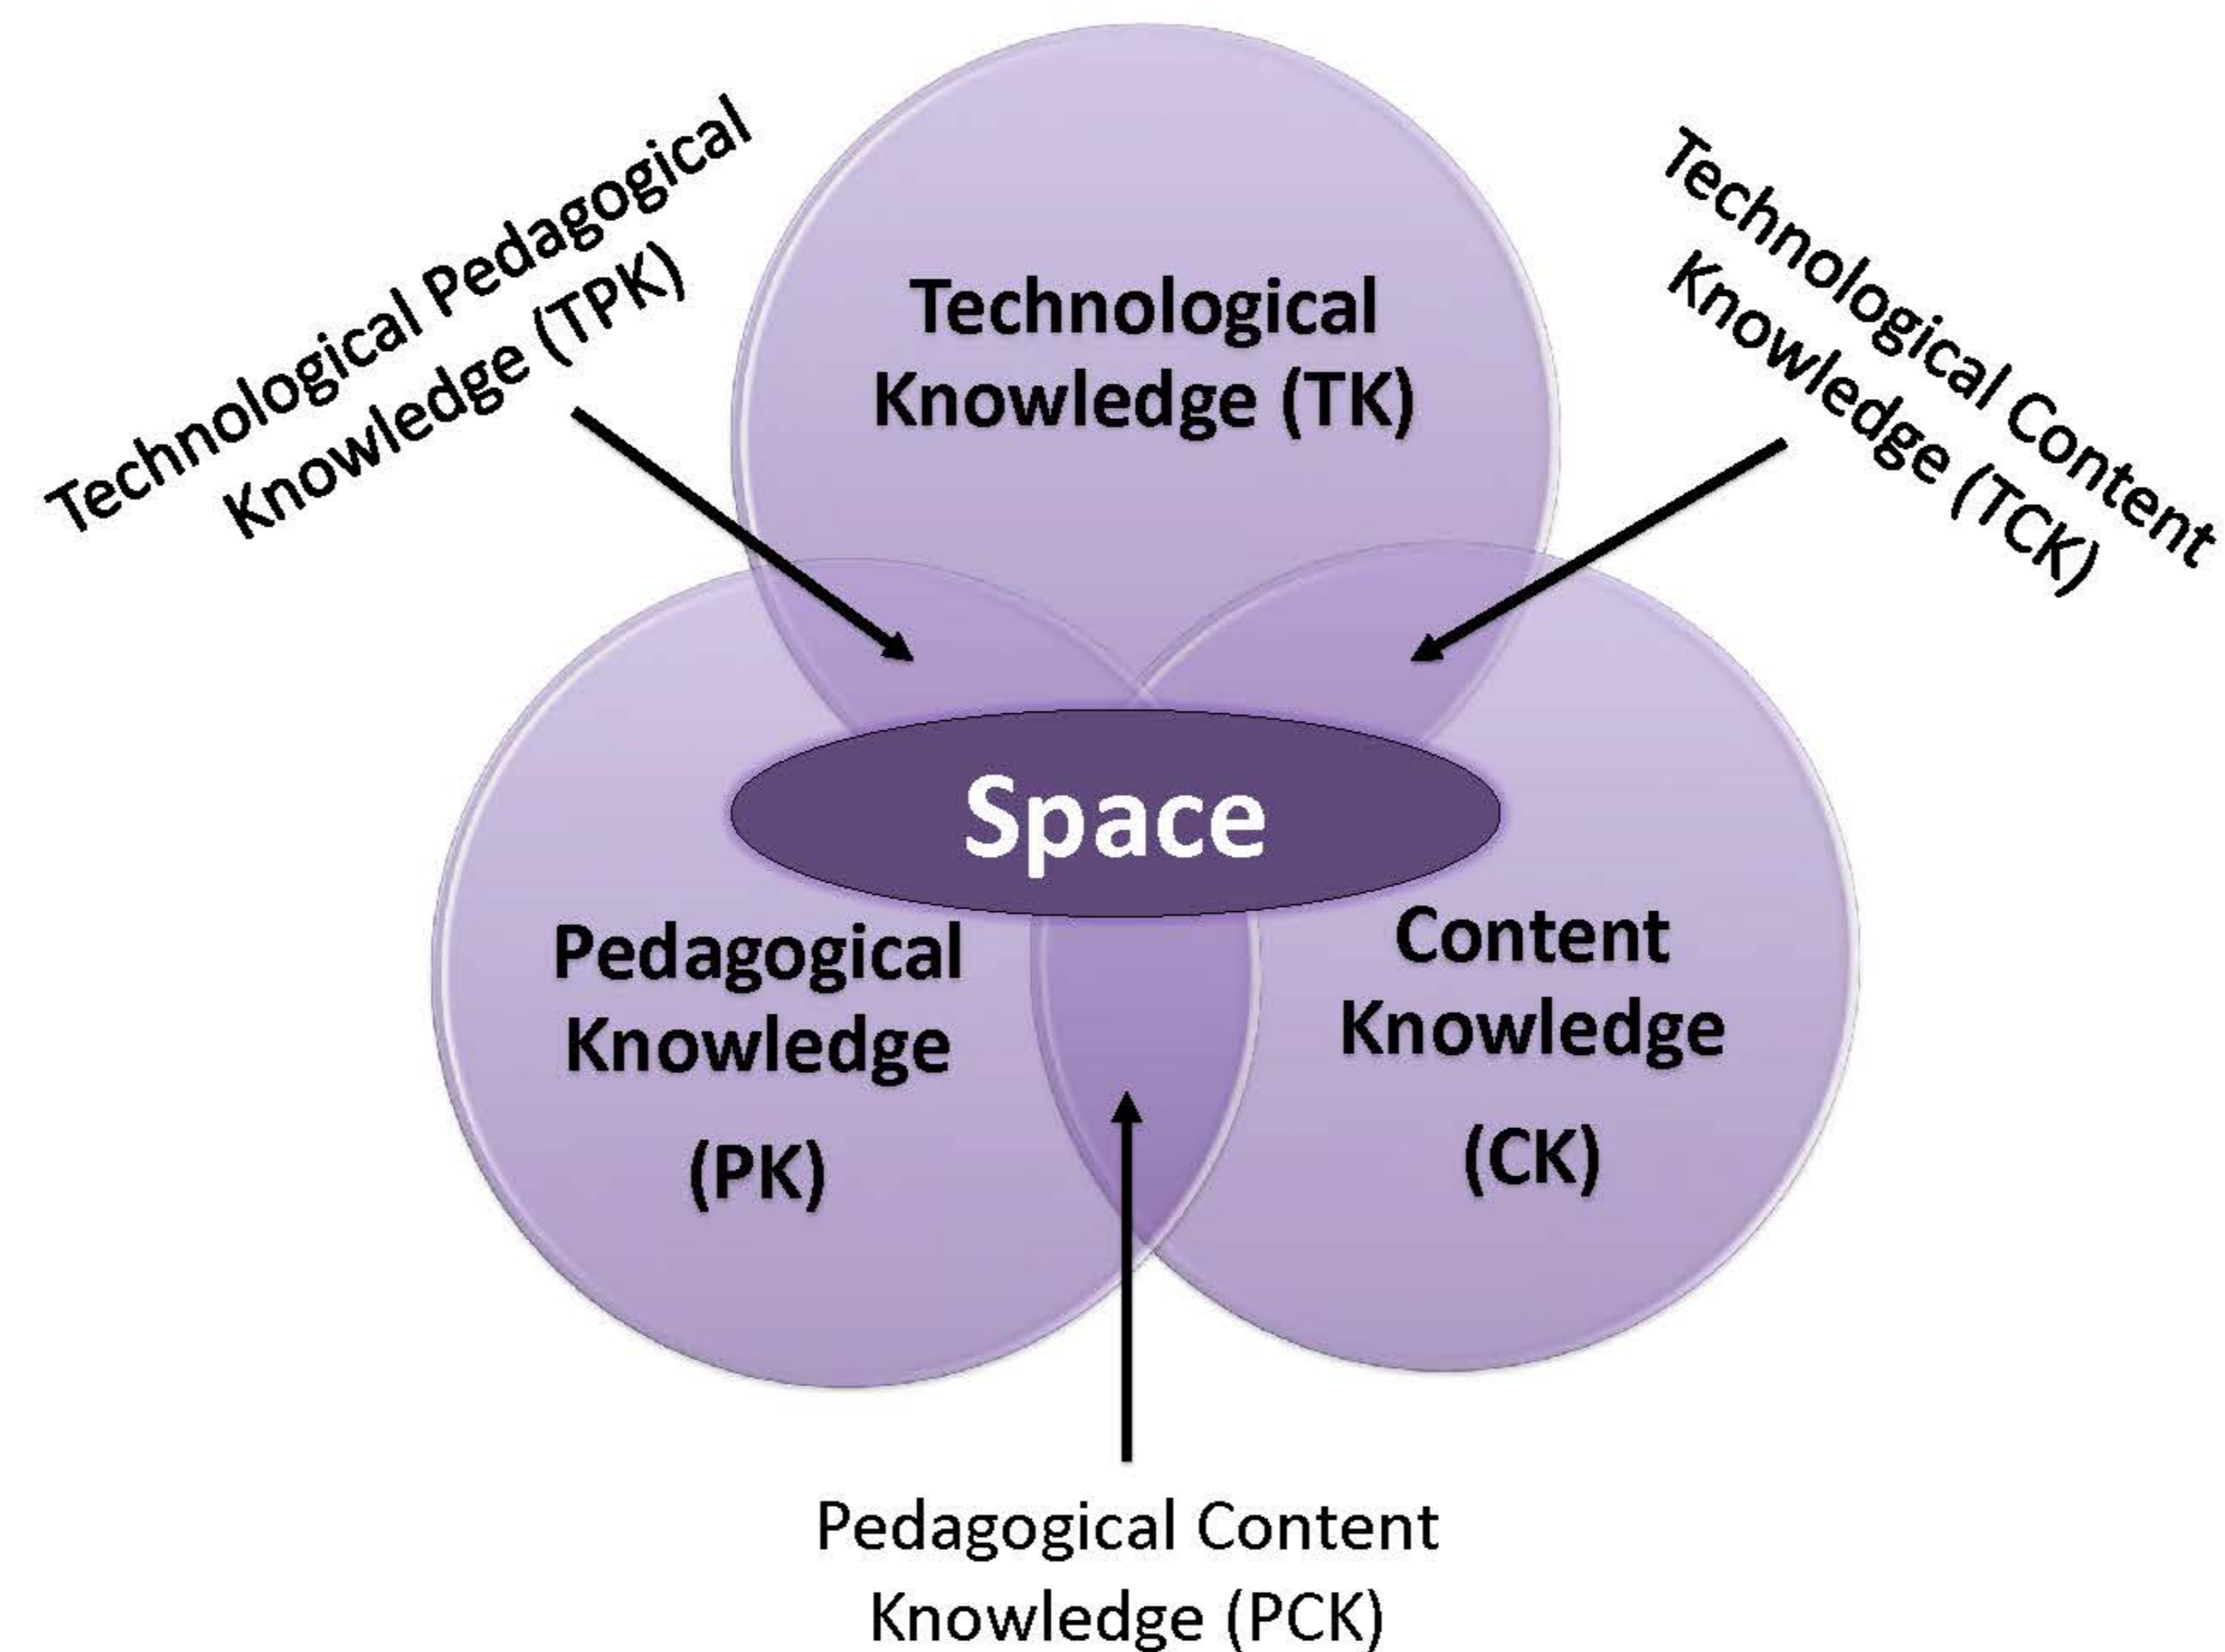 Technological Pedagogical
Knowledge (TPK)
Technological
Knowledge (TK)
Technological Content
Knowledge (TCK)
Space
Pedagogical
Knowledge
(PK)
Content
Knowledge
(CK)
Pedagogical Content
Knowledge (PCK)